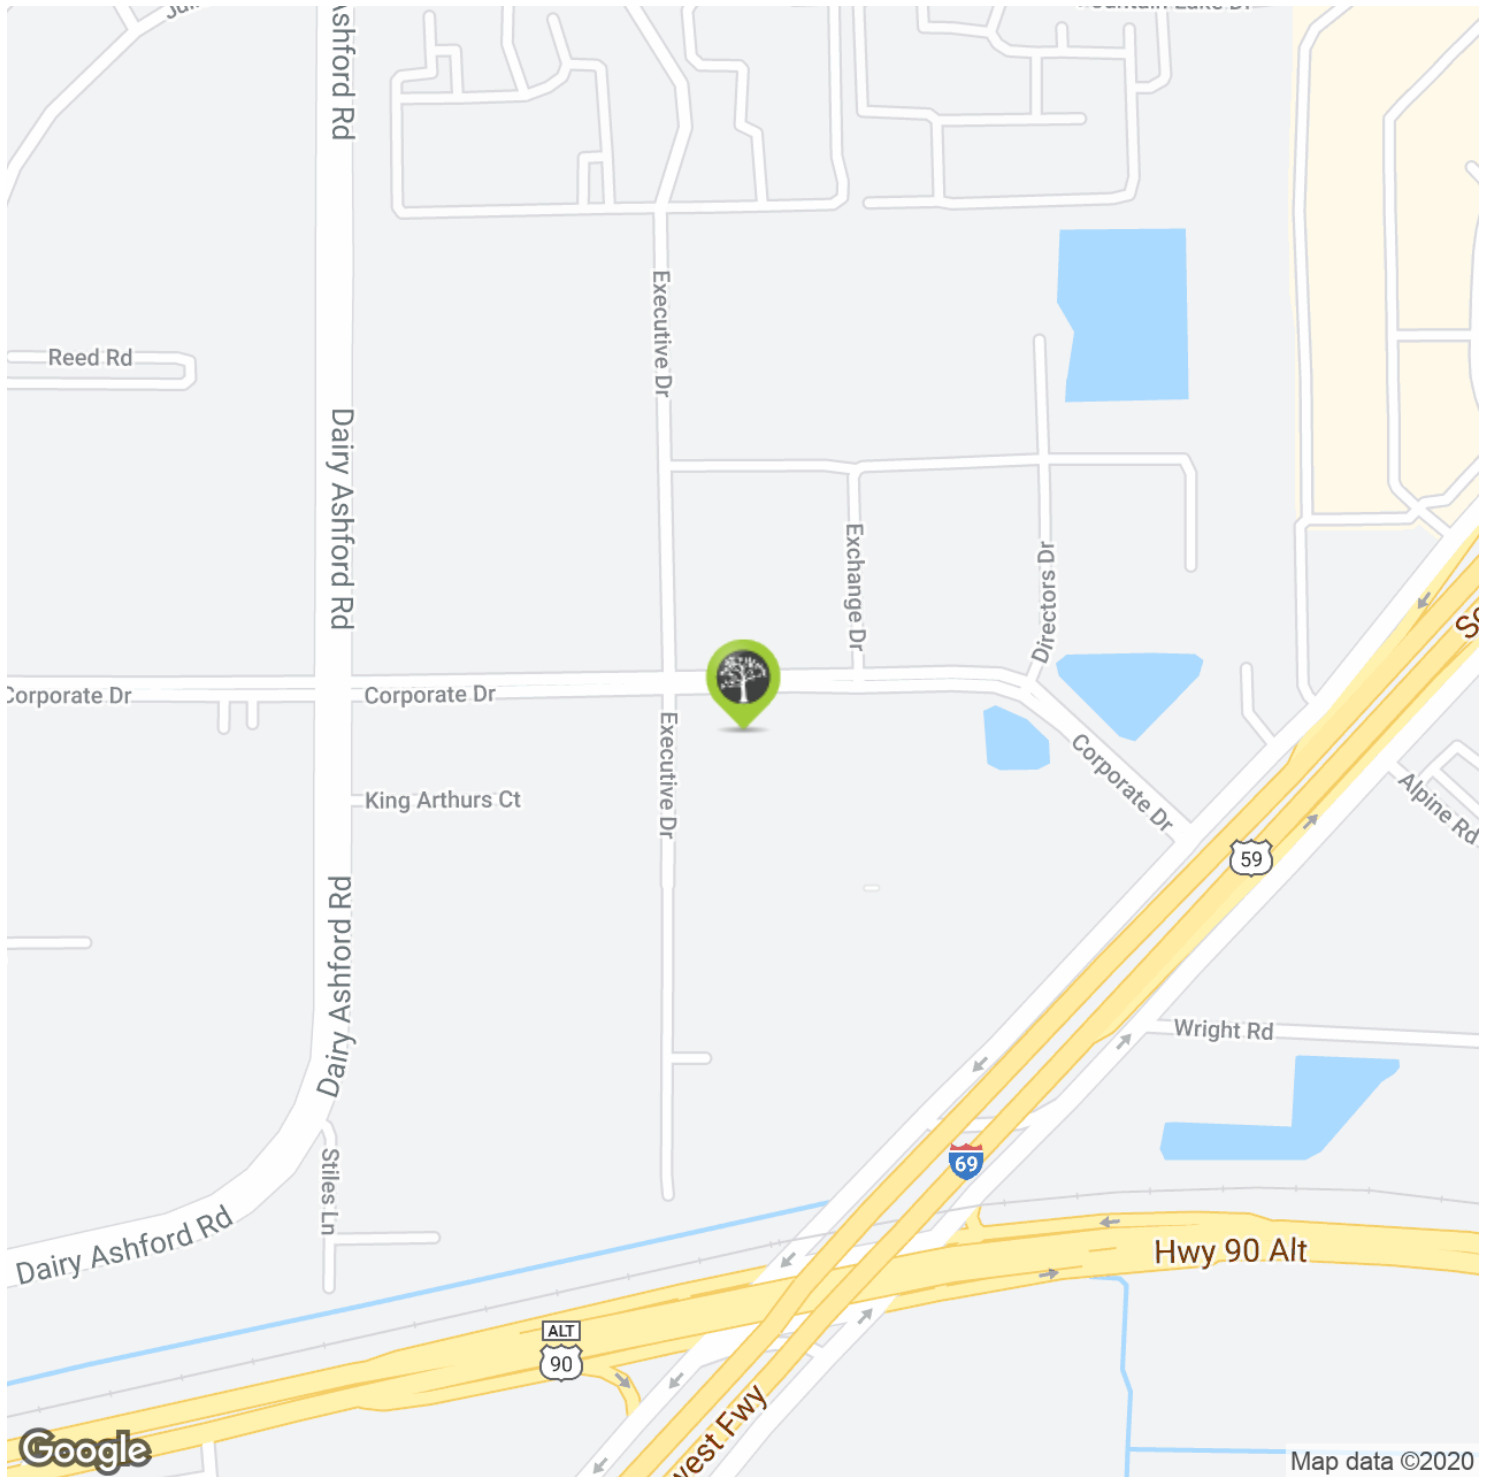 Ashford Rd
Executive Dr
Reed Rd
Dairy Ashford Rd
Exchange Dr
Directors Dr
Corporate Dr
Corporate Dr
Executive Dr
Corporate Dr
King Arthurs Ct
Alpine Rd
59
Dairy Ashford Rd
Wright Rd
69
Stiles Ln
Dairy Ashford Rd
Hwy 90 Alt
ALT
90
Fwy
Google
Map data ©2020